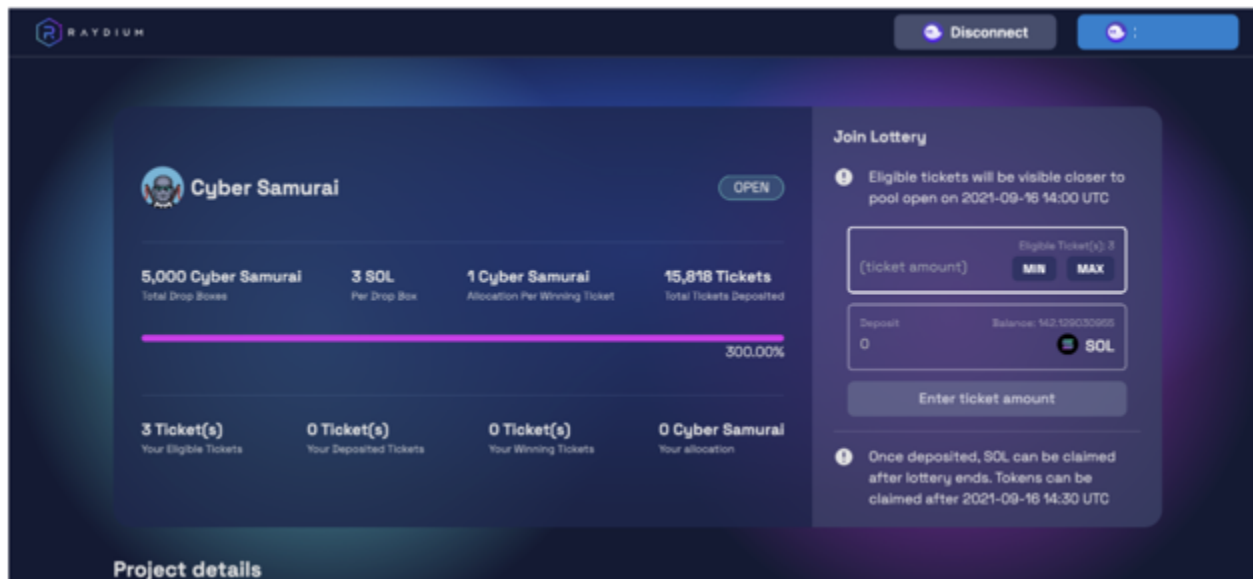 RAYDIUM
Disconnect
Cyber Samurai
OPEN
5,000 Cyber Samurai
Total Drop Boxes
3 SOL
Per Drop Box
1 Cyber Samurai
Allocation Per Winning Ticket
15,818 Tickets
Total Tickets Deposited
300.00%
3 Ticket(s)
Your Eligible Tickets
0 Ticket(s)
Your Deposited Tickets
0 Ticket(s)
Your Winning Tickets
0 Cyber Samurai
Your allocation
Join Lottery
Eligible tickets will be visible closer to
pool open on 2021-09-16 14:00 UTC
Eligible Ticket(s): 3
(ticket amount)
MIN
MAX
Deposit
Balance: 142.129030955
0
SOL
Enter ticket amount
Once deposited, SOL can be claimed
after lottery ends. Tokens can be
claimed after 2021-09-16 14:30 UTC
Project details